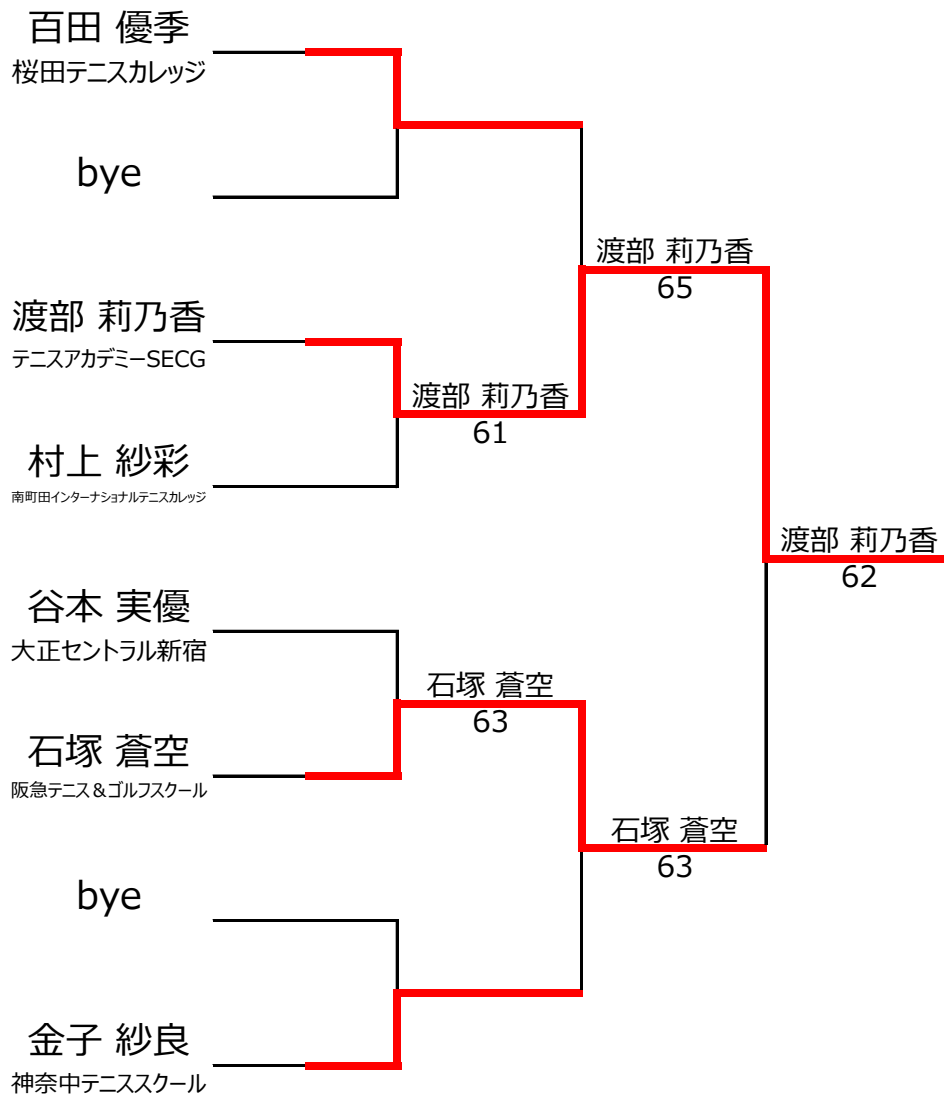 百田 優季
桜田テニスカレッジ
bye
渡部 莉乃香
65
渡部 莉乃香
テニスアカデミーSECG
渡部 莉乃香
61
村上 紗彩
南町田インターナショナルテニスカレッジ
渡部 莉乃香
62
谷本 実優
大正セントラル新宿
石塚 蒼空
63
石塚 蒼空
阪急テニス＆ゴルフスクール
石塚 蒼空
63
bye
金子 紗良
神奈中テニススクール